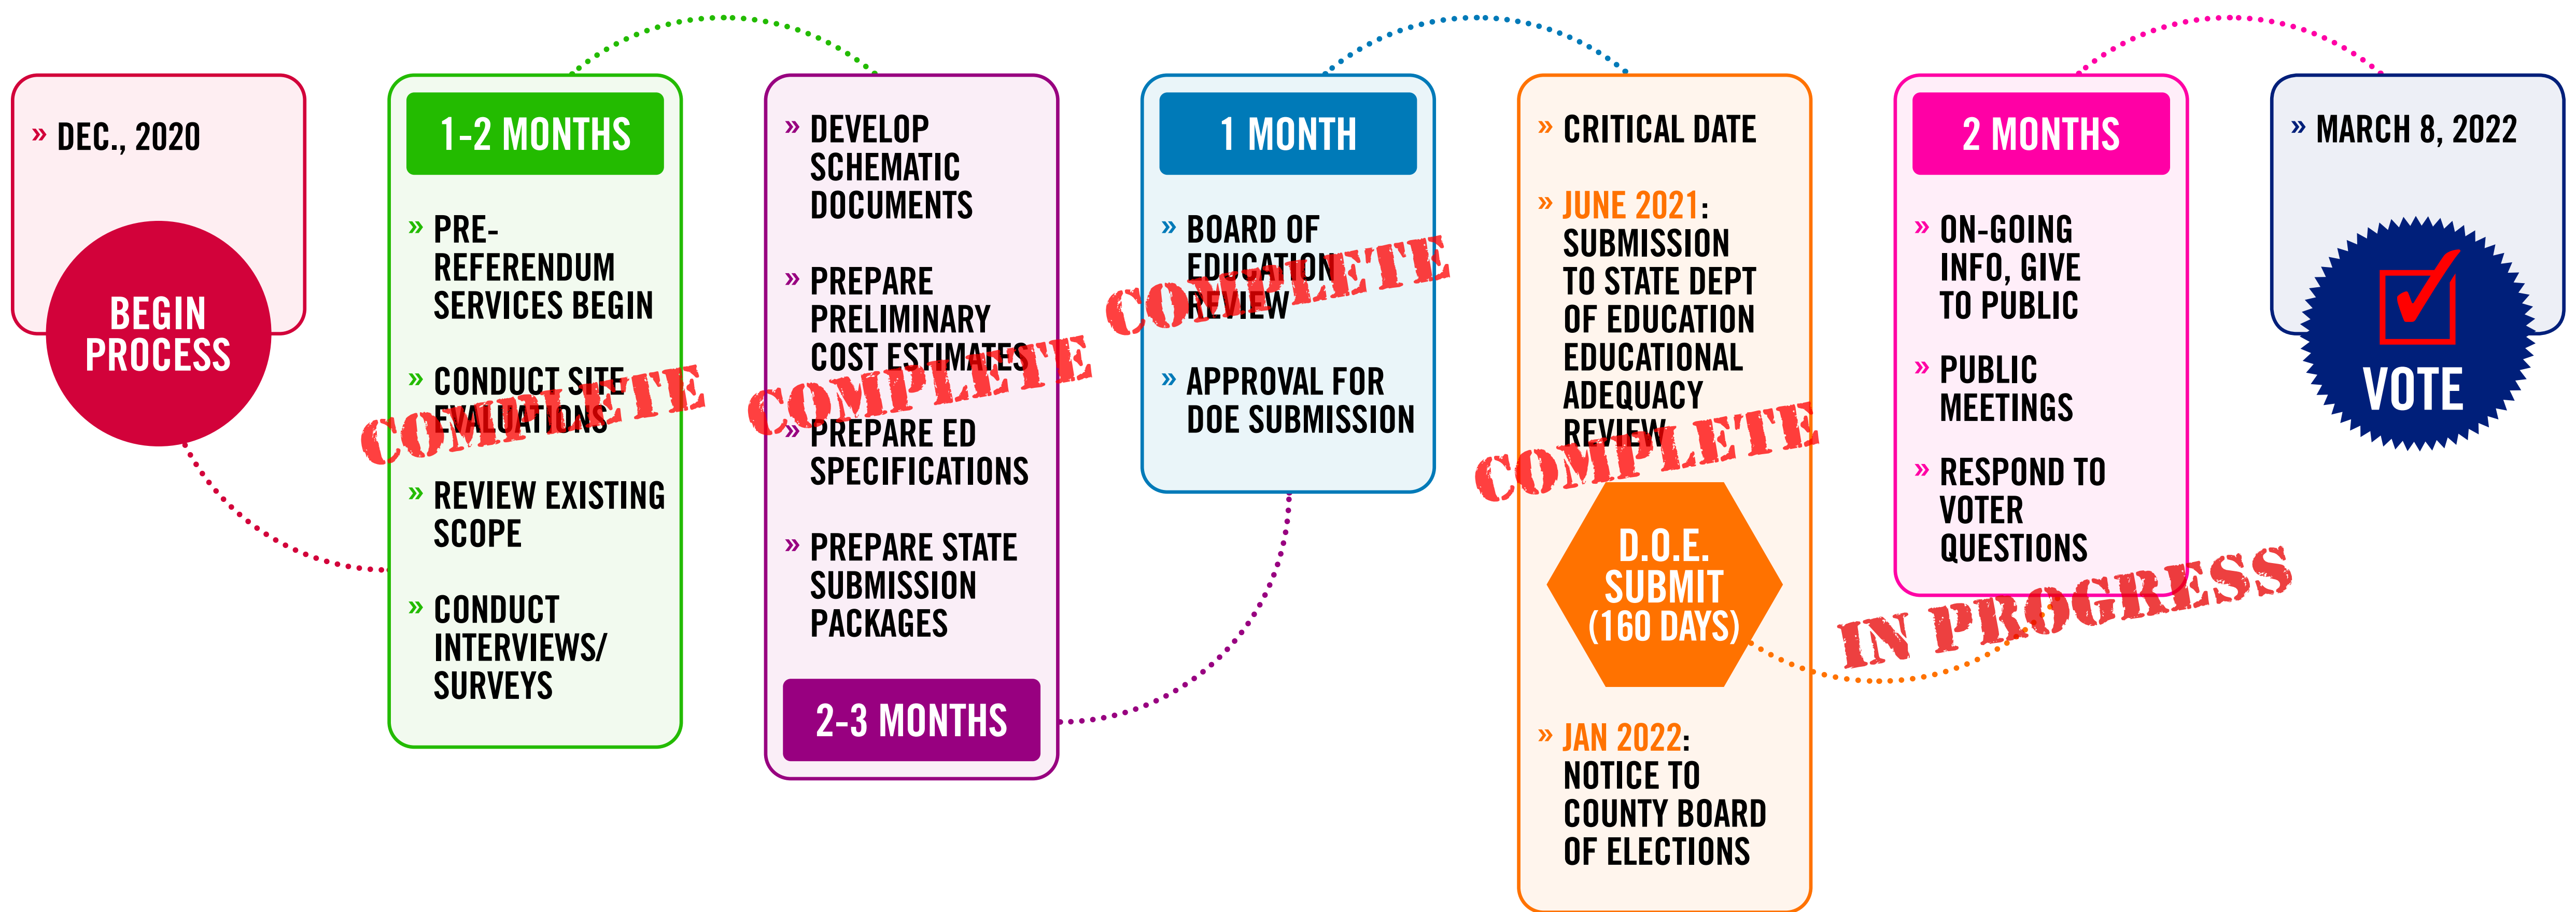 » DEC., 2020
BEGIN
PROCESS
1-2 MONTHS
» PRE-
REFERENDUM
SERVICES BEGIN
» CONDUCT SITE
EVALUATIONS
» REVIEW EXISTING
SCOPE
» CONDUCT
INTERVIEWS/
SURVEYS
COMPLETE
» DEVELOP
SCHEMATIC
DOCUMENTS
» PREPARE
PRELIMINARY
COST ESTIMATES
» PREPARE ED
SPECIFICATIONS
» PREPARE STATE
SUBMISSION
PACKAGES
2-3 MONTHS
COMPLETE
1 MONTH
» BOARD OF
EDUCATION
REVIEW
» APPROVAL FOR
DOE SUBMISSION
COMPLETE
» CRITICAL DATE
» JUNE 2021:
SUBMISSION
TO STATE DEPT
OF EDUCATION
EDUCATIONAL
ADEQUACY
REVIEW
COMPLETE
D.O.E.
SUBMIT
(160 DAYS)
» JAN 2022:
NOTICE TO
COUNTY BOARD
OF ELECTIONS
2 MONTHS
» ON-GOING
INFO, GIVE
TO PUBLIC
» PUBLIC
MEETINGS
» RESPOND TO
VOTER
QUESTIONS
IN PROGRESS
» MARCH 8, 2022
VOTE